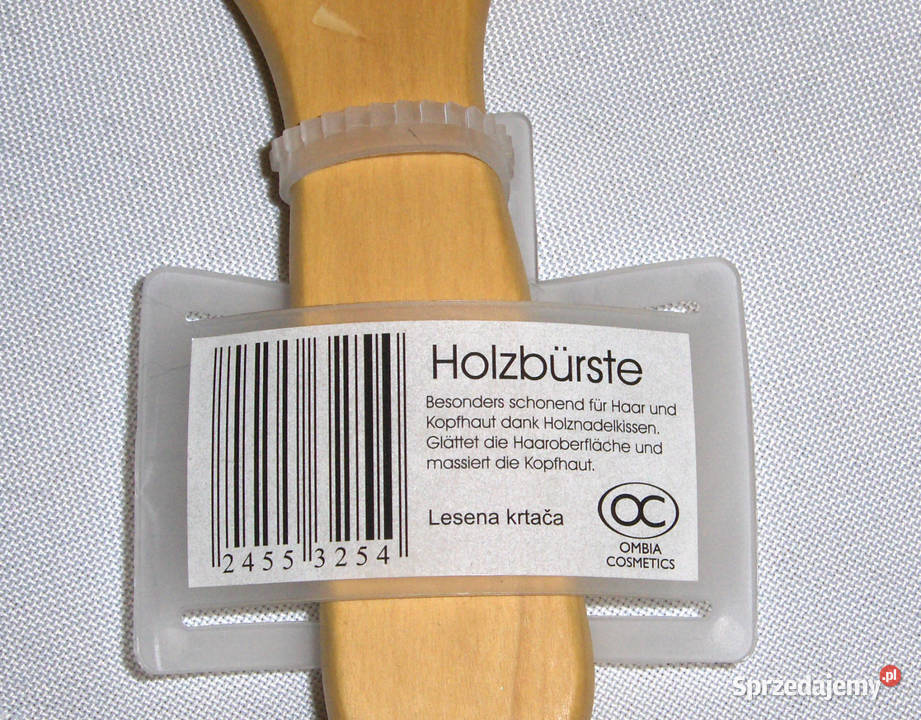 Holzbürste
Besonders schonend für Haar und
Kopfhaut dank Holznadelkissen.
Glättet die Haaroberfläche und
massiert die Kopfhaut.
Lesena krtača
OC
OMBIA
COSMETICS
2455 3254
Sprzedajemy.pl